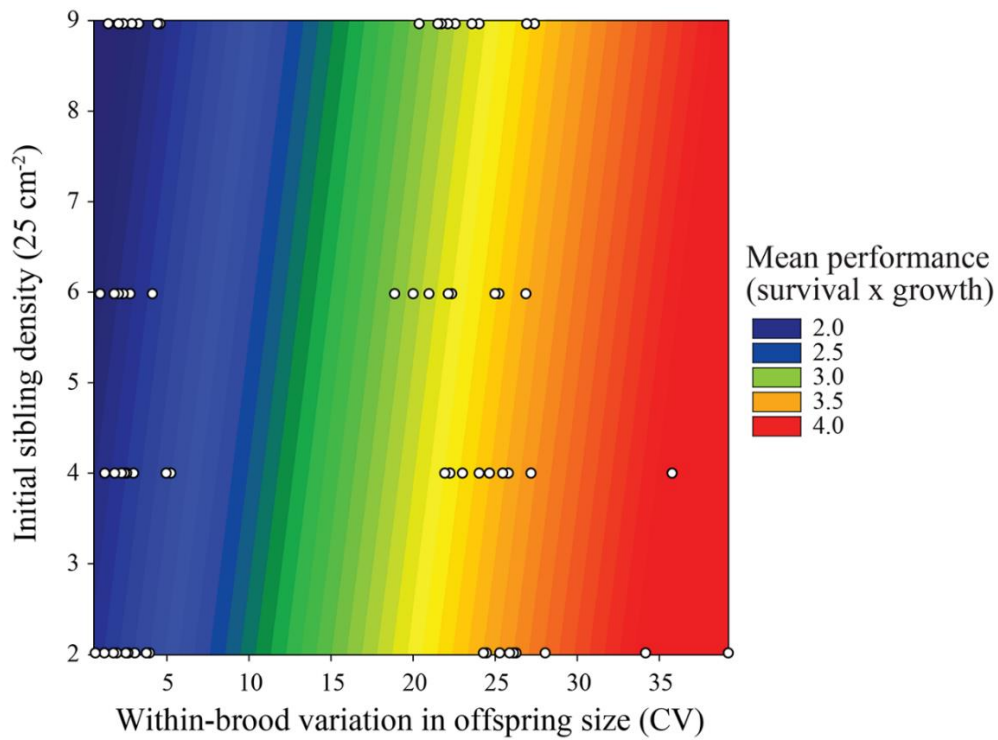 9
8
7
6
5
4
3
2
Initial sibling density (25 cm⁻²)
5 10 15 20 25 30 35
Within-brood variation in offspring size (CV)
Mean performance
(survival x growth)
2.0
2.5
3.0
3.5
4.0